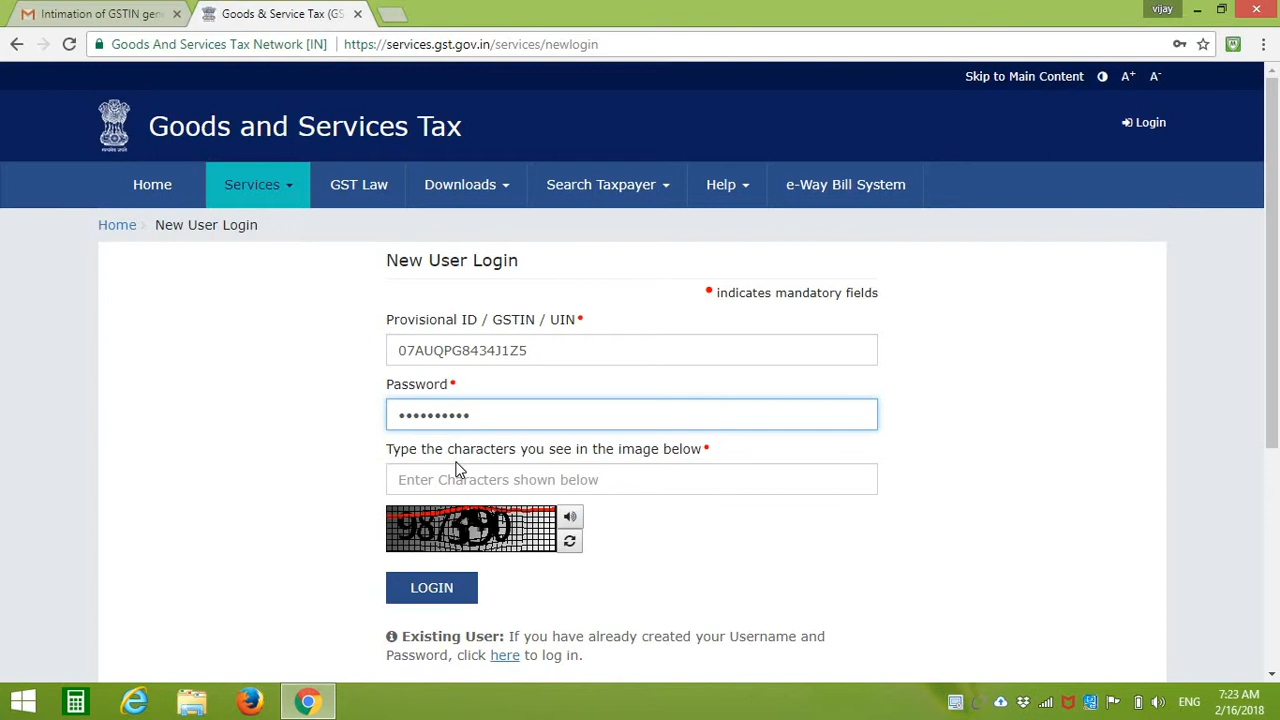 Intimation of GSTIN gen
Goods & Service Tax (GS
vijay
Goods And Services Tax Network [IN]
https://services.gst.gov.in/services/newlogin
Skip to Main Content
A+
A-
Goods and Services Tax
Login
Home
Services
GST Law
Downloads
Search Taxpayer
Help
e-Way Bill System
Home
New User Login
New User Login
• indicates mandatory fields
Provisional ID / GSTIN / UIN•
07AUQPG8434J1Z5
Password•
••••••••••
Type the characters you see in the image below•
Enter Characters shown below
LOGIN
Existing User: If you have already created your Username and
Password, click here to log in.
ENG
7:23 AM
2/16/2018